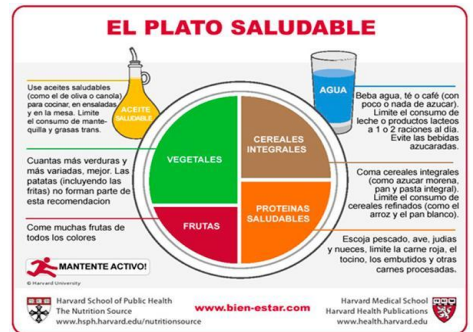 EL PLATO SALUDABLE
Use aceites saludables
(como el de oliva o canola)
para cocinar, en ensaladas
y en la mesa. Limite
el consumo de mante-
quilla y grasas trans.
ACEITE
SALUDABLE
AGUA
Beba agua, té o café (con
poco o nada de azucar).
Limite el consumo de
leche o productos lacteos
a 1 o 2 raciones al día.
Evite las bebidas
azucaradas.
VEGETALES
CEREALES
INTEGRALES
Cuantas más verduras y
más variadas, mejor. Las
patatas (incluyendo las
fritas) no forman parte de
esta recomendacion
Coma cereales integrales
(como azucar morena,
pan y pasta integral).
Limite el consumo de
cereales refinados (como el
arroz y el pan blanco).
FRUTAS
PROTEINAS
SALUDABLES
Come muchas frutas de
todos los colores
Escoja pescado, ave, judias
y nueces, limite la carne roja, el
tocino, los embutidos y otras
carnes procesadas.
MANTENTE ACTIVO!
© Harvard University
Harvard School of Public Health
The Nutrition Source
www.hsph.harvard.edu/nutritionsource
www.bien-estar.com
Harvard Medical School
Harvard Health Publications
www.health.harvard.edu